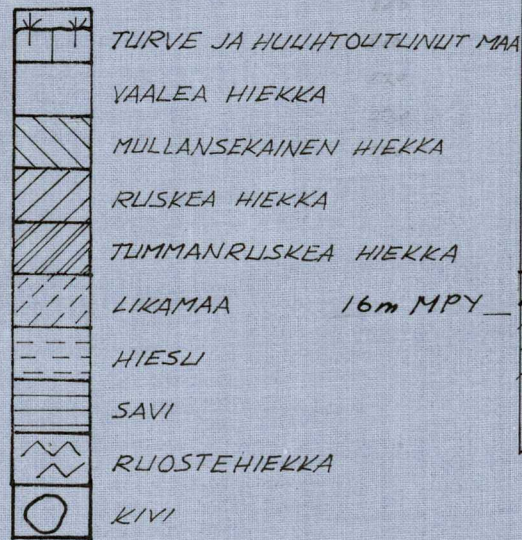 TURVE JA HUUHTOUTUNUT MAA
VAALEA HIEKKA
MULLANSEKAINEN HIEKKA
RUSKEA HIEKKA
TUMMANRUSKEA HIEKKA
LIKAMAA 16m MPY
HIESU
SAVI
RUOSTEHIEKKA
KIVI